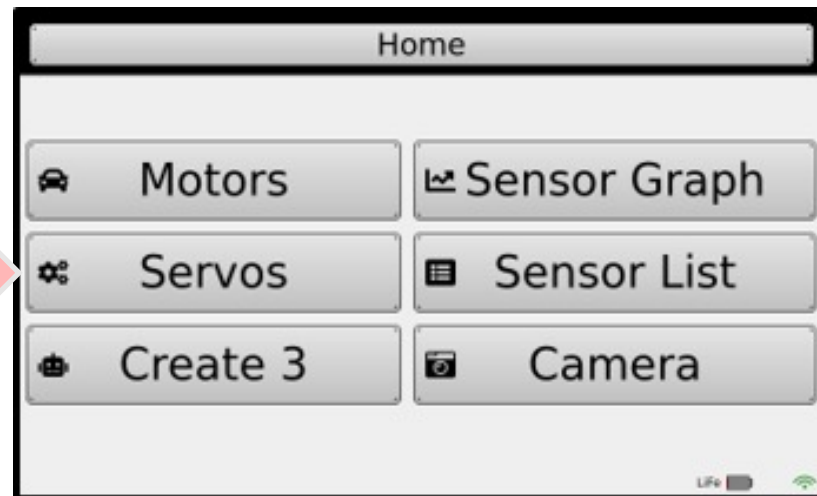 Home
Motors
Sensor Graph
Servos
Sensor List
Create 3
Camera
LiFe